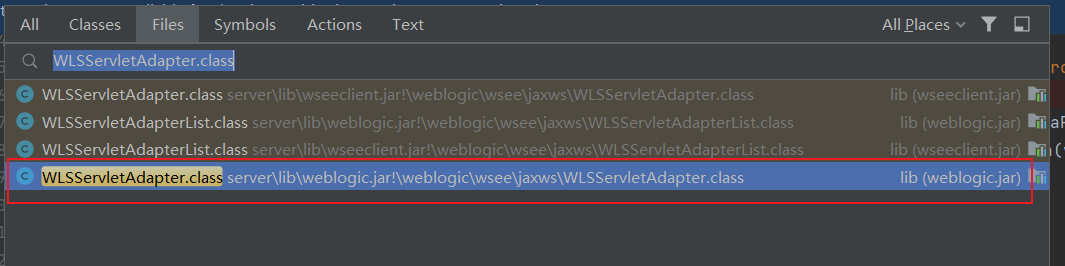 All Classes Files Symbols Actions Text All Places
WLSServletAdapter.class
WLSServletAdapter.class server\lib\wseeclient.jar!\weblogic\wsee\jaxws\WLSServletAdapter.class lib (wseeclient.jar)
WLSServletAdapterList.class server\lib\weblogic.jar!\weblogic\wsee\jaxws\WLSServletAdapterList.class lib (weblogic.jar)
WLSServletAdapterList.class server\lib\wseeclient.jar!\weblogic\wsee\jaxws\WLSServletAdapterList.class lib (wseeclient.jar)
WLSServletAdapter.class server\lib\weblogic.jar!\weblogic\wsee\jaxws\WLSServletAdapter.class lib (weblogic.jar)